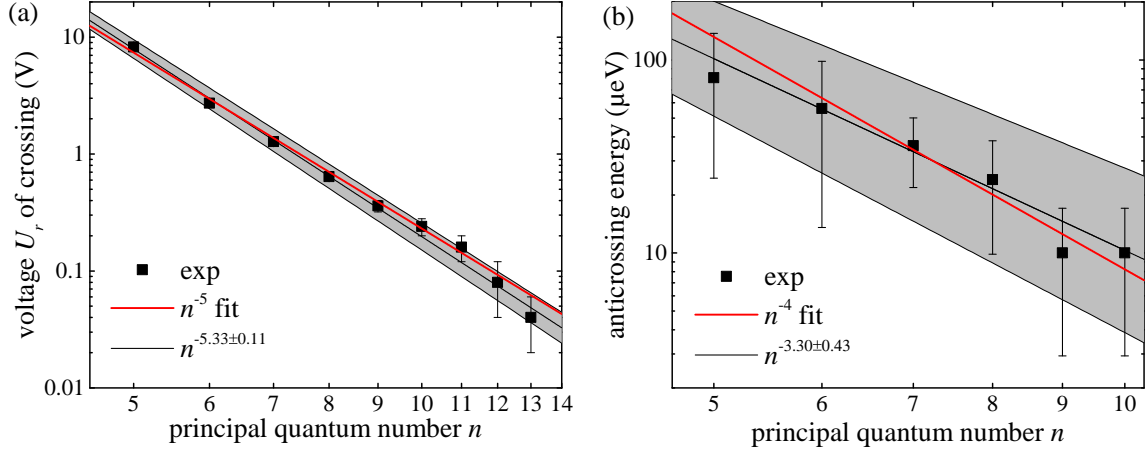 (a)
voltage U_r of crossing (V)
10
1
0.1
0.01
exp
n^-5 fit
n^-5.33±0.11
5 6 7 8 9 10 11 12 13 14
principal quantum number n
(b)
anticrossing energy (µeV)
100
10
exp
n^-4 fit
n^-3.30±0.43
5 6 7 8 9 10
principal quantum number n